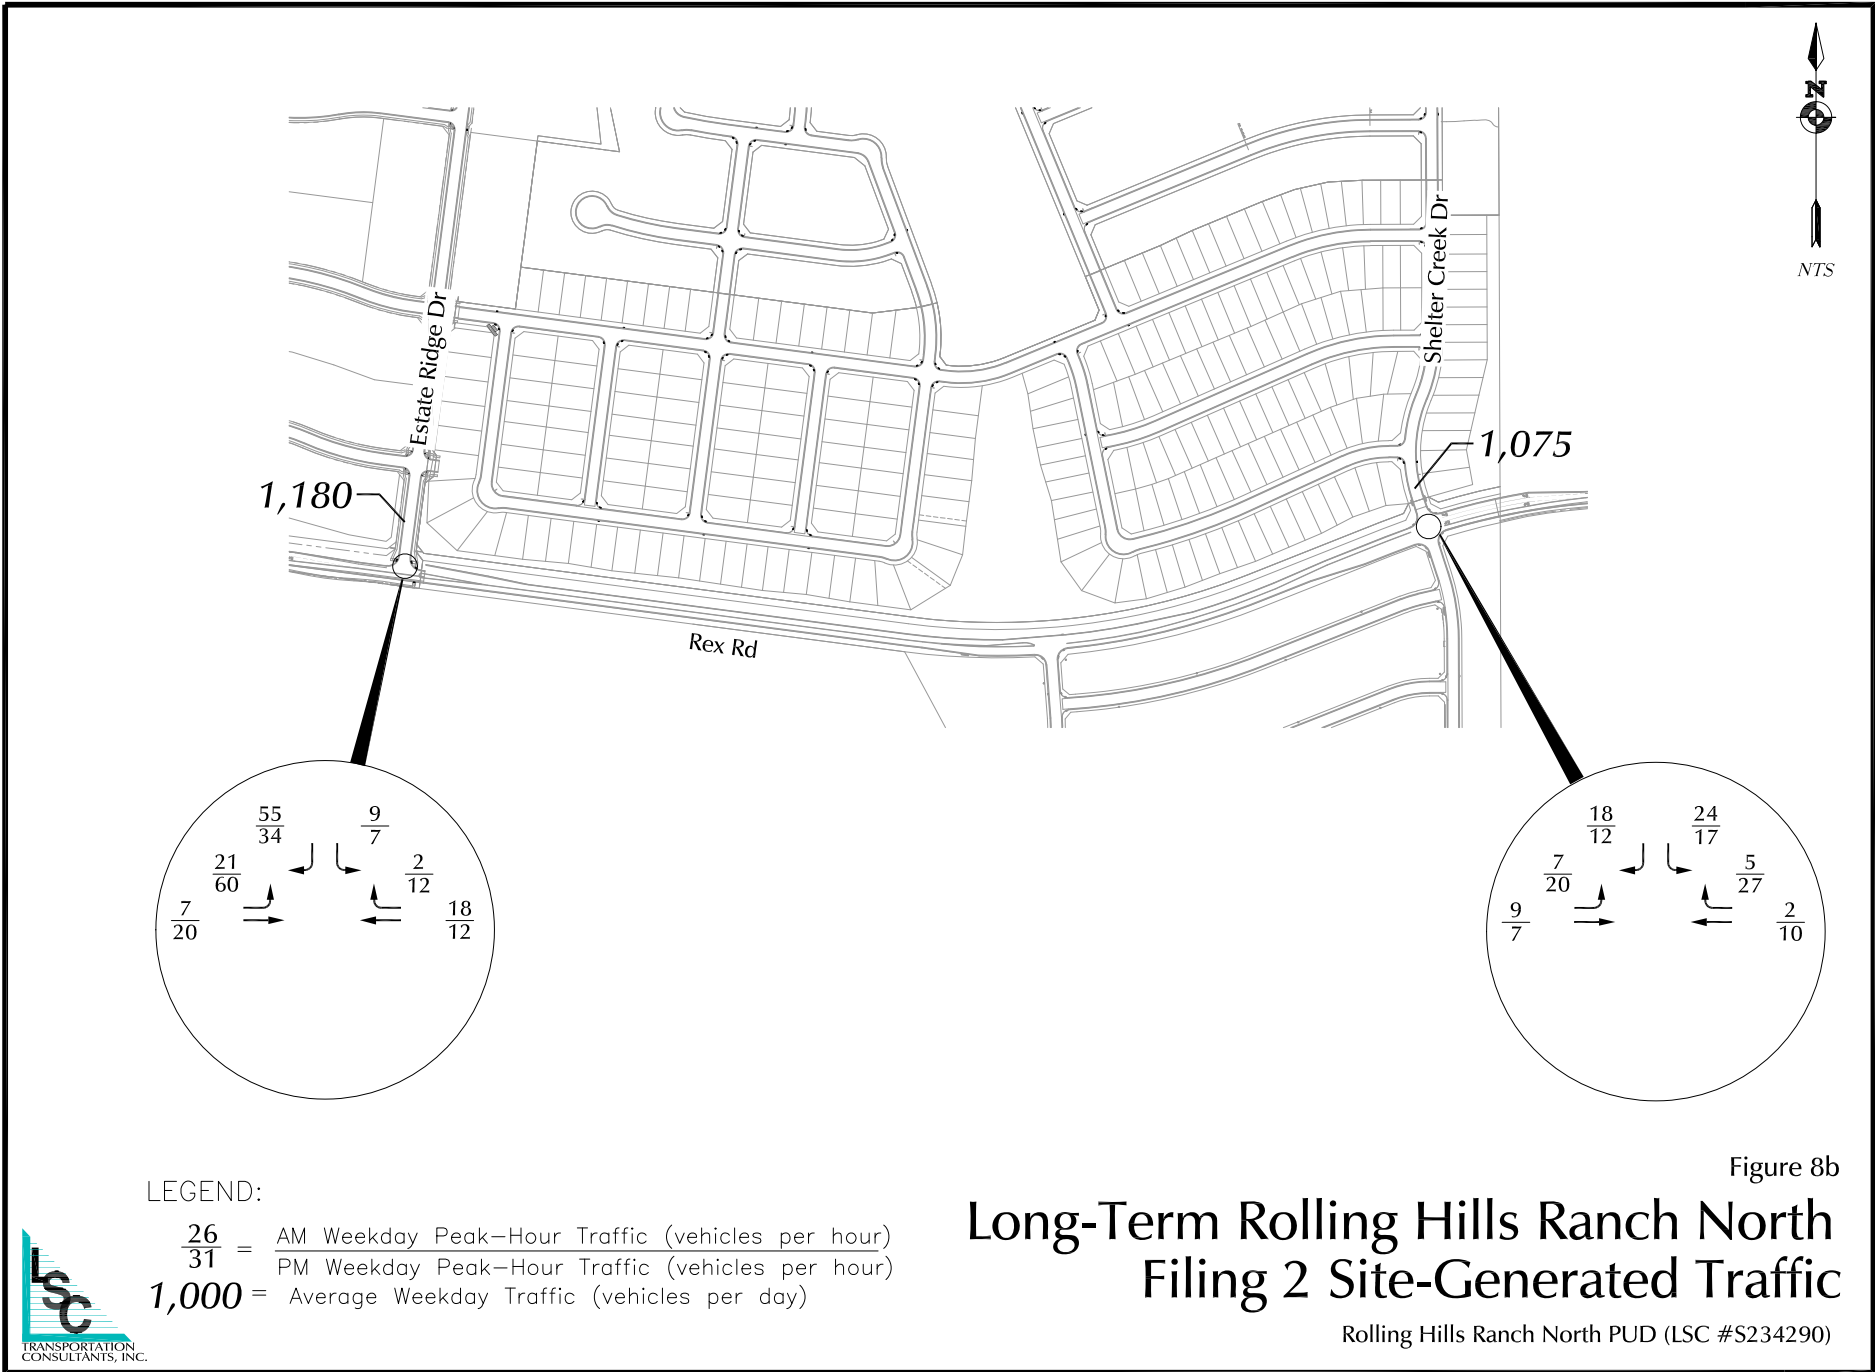 N
NTS
Shelter Creek Dr
Estate Ridge Dr
1,075
1,180
Rex Rd
55
34
9
7
21
60
2
12
7
20
18
12
18
12
24
17
7
20
5
27
9
7
2
10
Figure 8b
Long-Term Rolling Hills Ranch North
Filing 2 Site-Generated Traffic
Rolling Hills Ranch North PUD (LSC #S234290)
LEGEND:
26
31
= AM Weekday Peak-Hour Traffic (vehicles per hour)
PM Weekday Peak-Hour Traffic (vehicles per hour)
1,000 = Average Weekday Traffic (vehicles per day)
LSC
TRANSPORTATION
CONSULTANTS, INC.